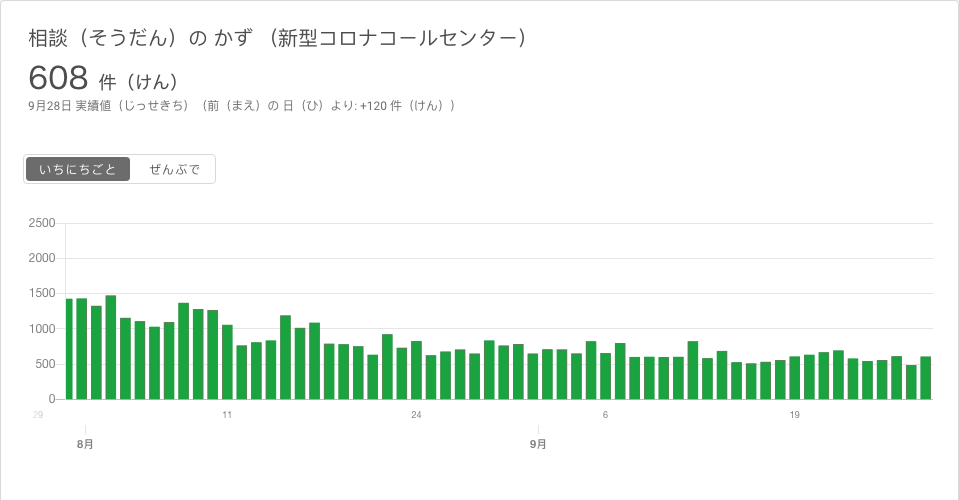 相談（そうだん）の かず （新型コロナコールセンター）
608 件（けん）
9月28日 実績値（じっせきち）（前（まえ）の 日（ひ）より: +120 件（けん））
いちにちごと ぜんぶで
2500
2000
1500
1000
500
0
29 11 24 6 19
8月 9月